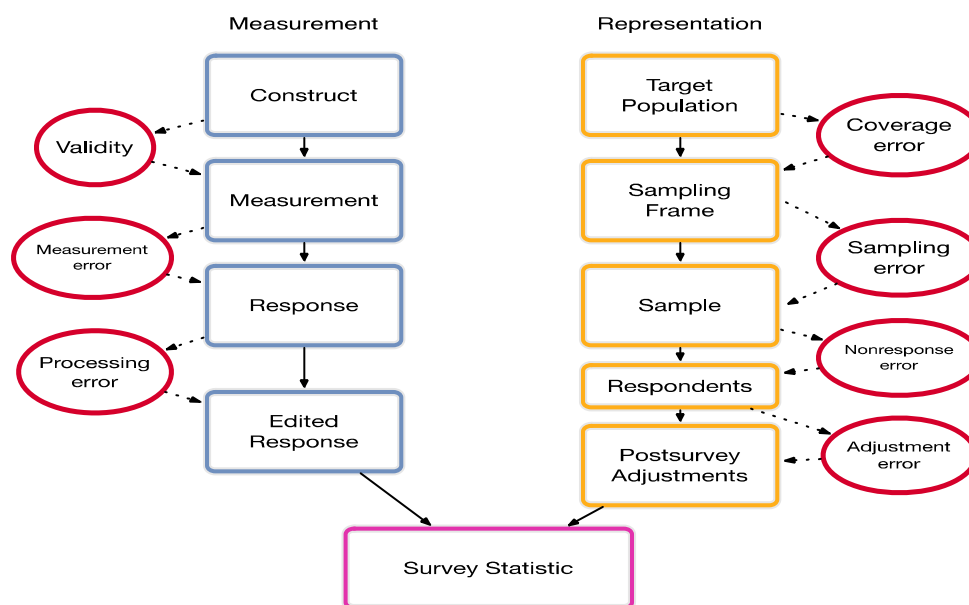 Measurement
Representation
Construct
Target
Population
Validity
Coverage
error
Measurement
Sampling
Frame
Measurement
error
Sampling
error
Response
Sample
Processing
error
Nonresponse
error
Respondents
Edited
Response
Postsurvey
Adjustments
Adjustment
error
Survey Statistic